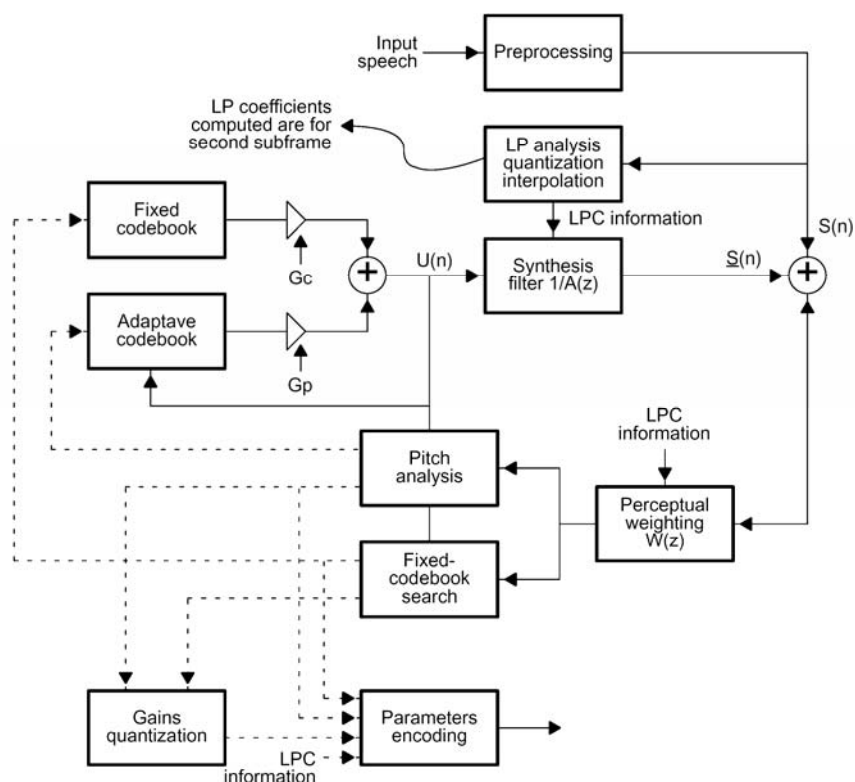 Input
speech
Preprocessing
LP coefficients
computed are for
second subframe
LP analysis
quantization
interpolation
Fixed
codebook
LPC information
S(n)
Gc
+
U(n)
Synthesis
filter 1/A(z)
S(n)
+
Adaptave
codebook
Gp
LPC
information
Pitch
analysis
Perceptual
weighting
W(z)
Fixed-
codebook
search
Gains
quantization
Parameters
encoding
LPC
information